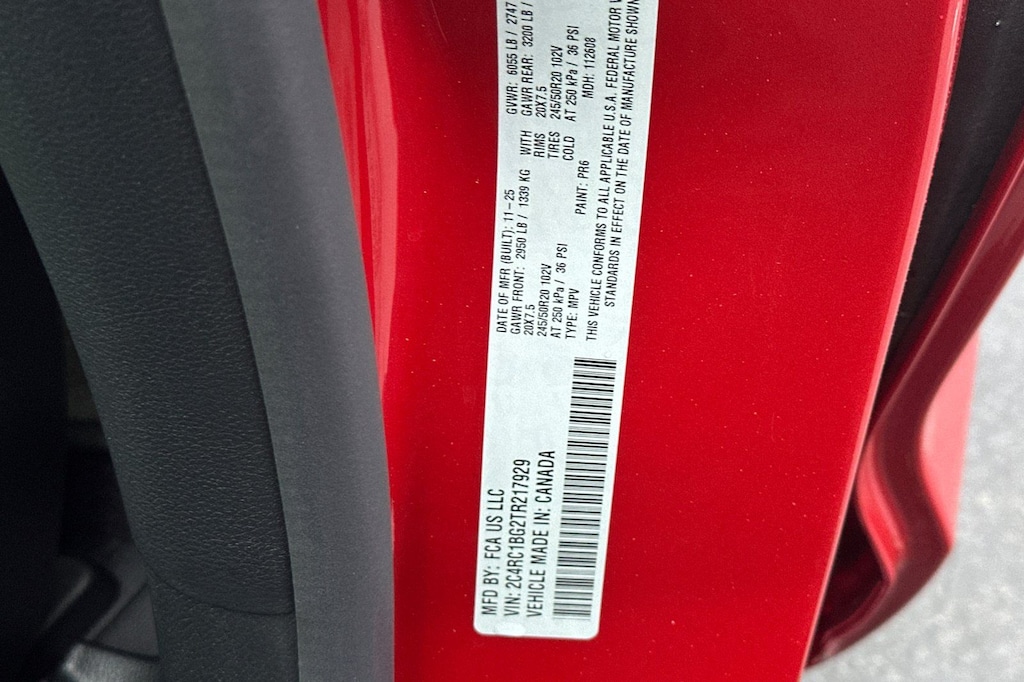 MFD BY: FCA US LLC
VIN: 2C4RC1BG2TR217929
VEHICLE MADE IN: CANADA
DATE OF MFR (BUILT): 11-25 GVWR: 6055 LB / 2747
GAWR FRONT: 2950 LB / 1339 KG WITH GAWR REAR: 3200 LB /
20X7.5 RIMS 20X7.5
245/50R20 102V TIRES 245/50R20 102V
AT 250 kPa / 36 PSI COLD AT 250 kPa / 36 PSI
TYPE: MPV PAINT: PR6 MDH: 112608
THIS VEHICLE CONFORMS TO ALL APPLICABLE U.S.A. FEDERAL MOTOR
STANDARDS IN EFFECT ON THE DATE OF MANUFACTURE SHOWN